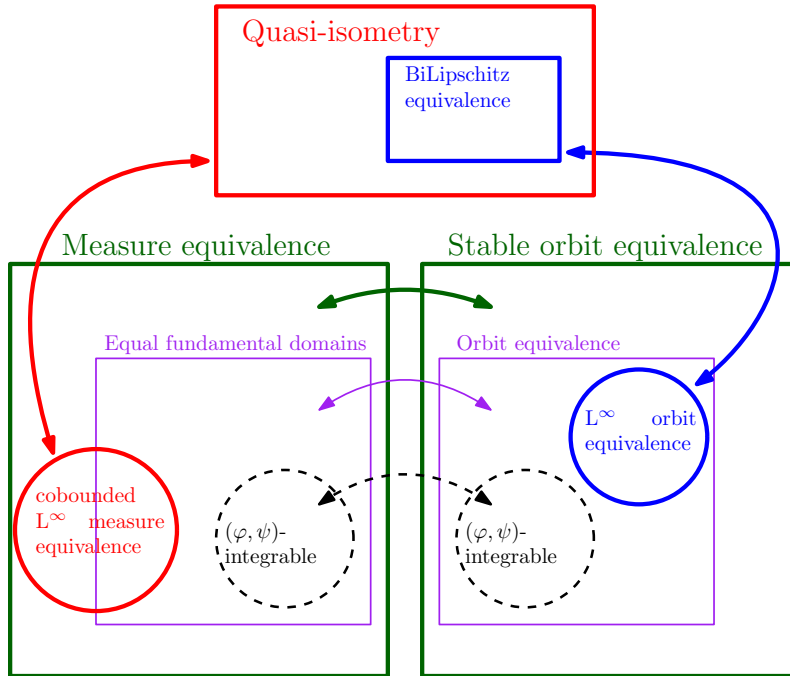 Quasi-isometry
BiLipschitz
equivalence
Measure equivalence
Stable orbit equivalence
Equal fundamental domains
Orbit equivalence
L∞ orbit
equivalence
cobounded
L∞ measure
equivalence
(φ, ψ)-
integrable
(φ, ψ)-
integrable